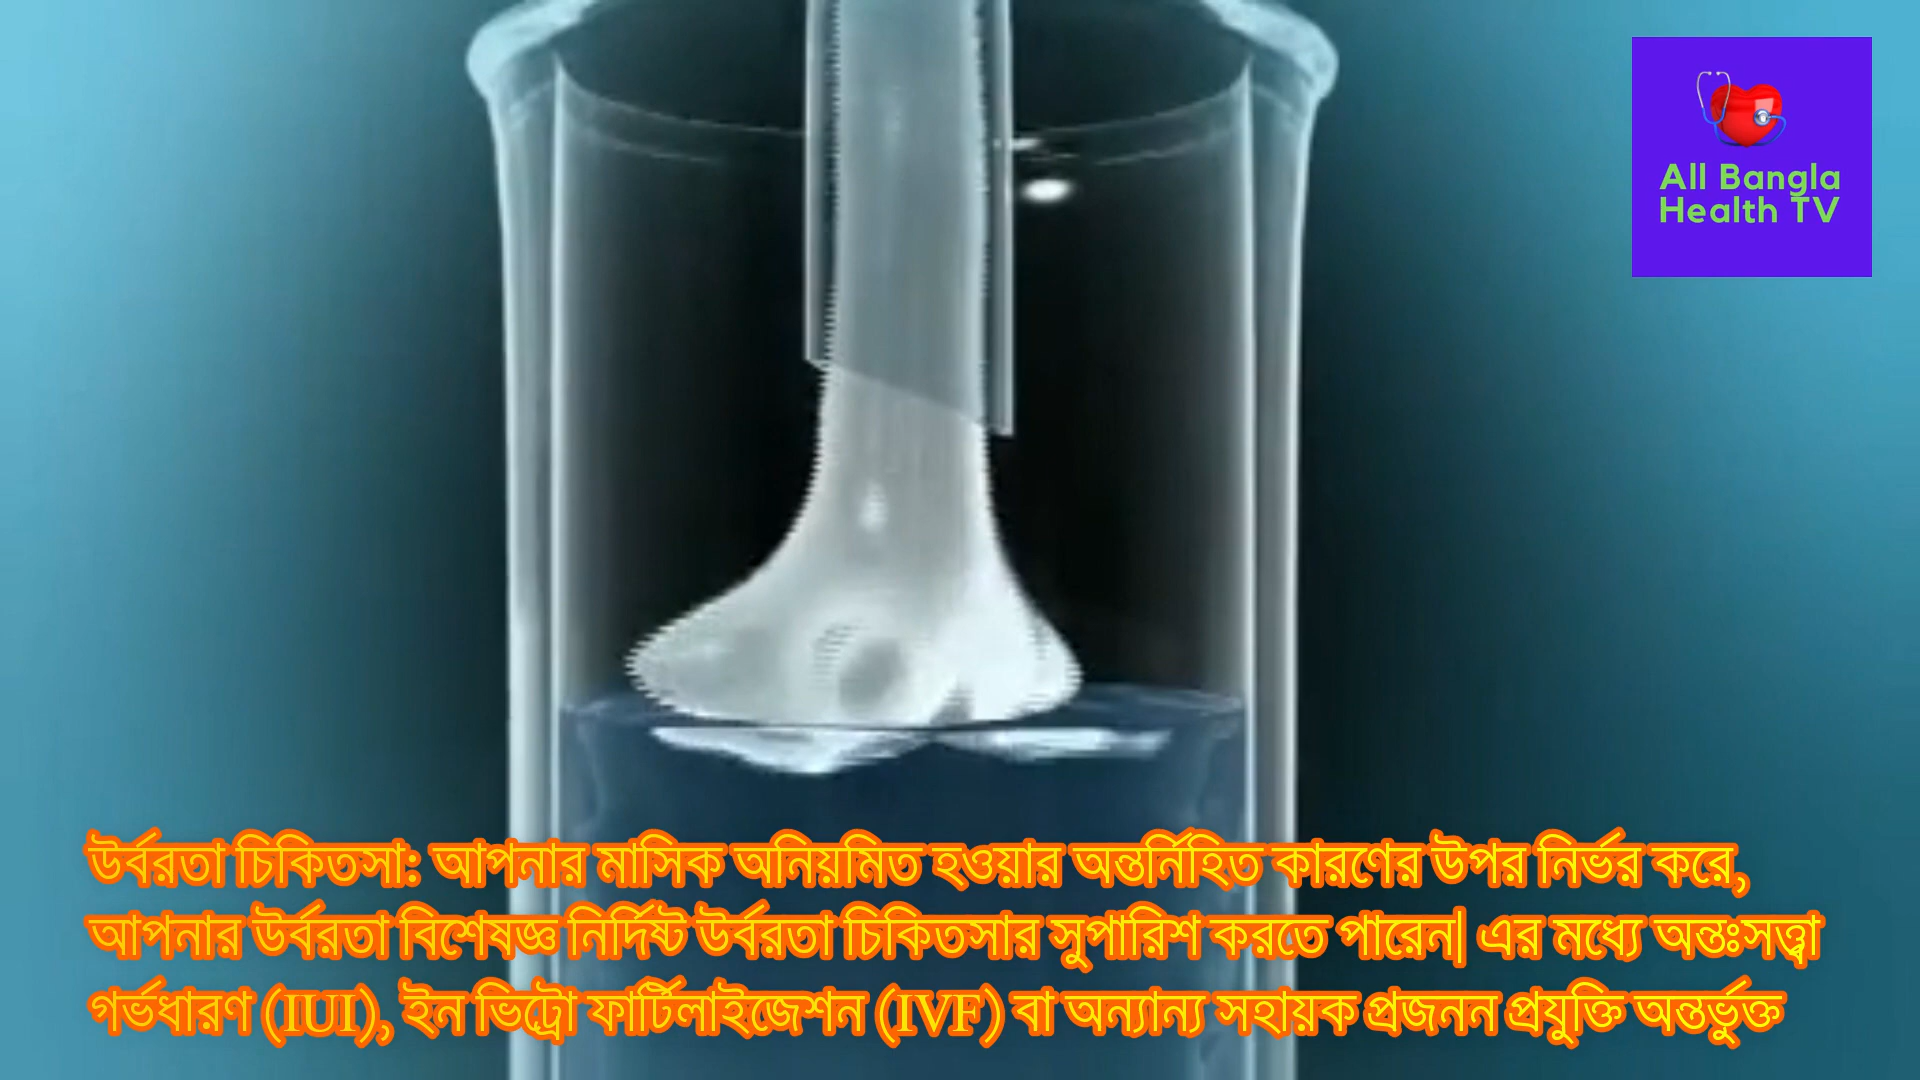 All Bangla
Health TV
উর্বরতা চিকিতসা: আপনার মাসিক অনিয়মিত হওয়ার অন্তর্নিহিত কারণের উপর নির্ভর করে,
আপনার উর্বরতা বিশেষজ্ঞ নির্দিষ্ট উর্বরতা চিকিতসার সুপারিশ করতে পারেন| এর মধ্যে অন্তঃসত্ত্বা
গর্ভধারণ (IUI), ইন ভিট্রো ফার্টিলাইজেশন (IVF) বা অন্যান্য সহায়ক প্রজনন প্রযুক্তি অন্তর্ভুক্ত